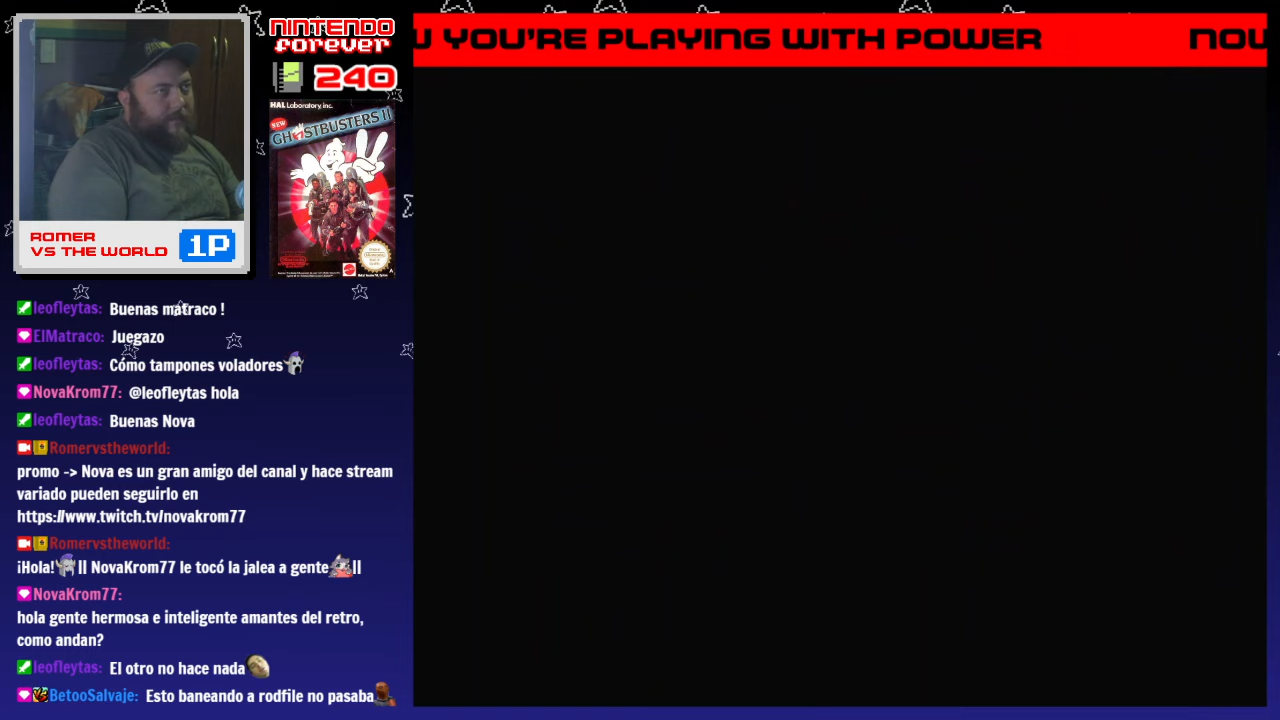 NINTENDO
forever
240
W YOU'RE PLAYING WITH POWER NOW
HAL Laboratory, inc.
NEW
GHOSTBUSTERS II
ROMER
VS THE WORLD
1P
leofleytas: Buenas matraco !
ElMatraco: Juegazo
leofleytas: Cómo tampones voladores
NovaKrom77: @leofleytas hola
leofleytas: Buenas Nova
Romervstheworld:
promo -> Nova es un gran amigo del canal y hace stream
variado pueden seguirlo en
https://www.twitch.tv/novakrom77
Romervstheworld:
¡Hola! || NovaKrom77 le tocó la jalea a gente ||
NovaKrom77:
hola gente hermosa e inteligente amantes del retro,
como andan?
leofleytas: El otro no hace nada
BetooSalvaje: Esto baneando a rodfile no pasaba